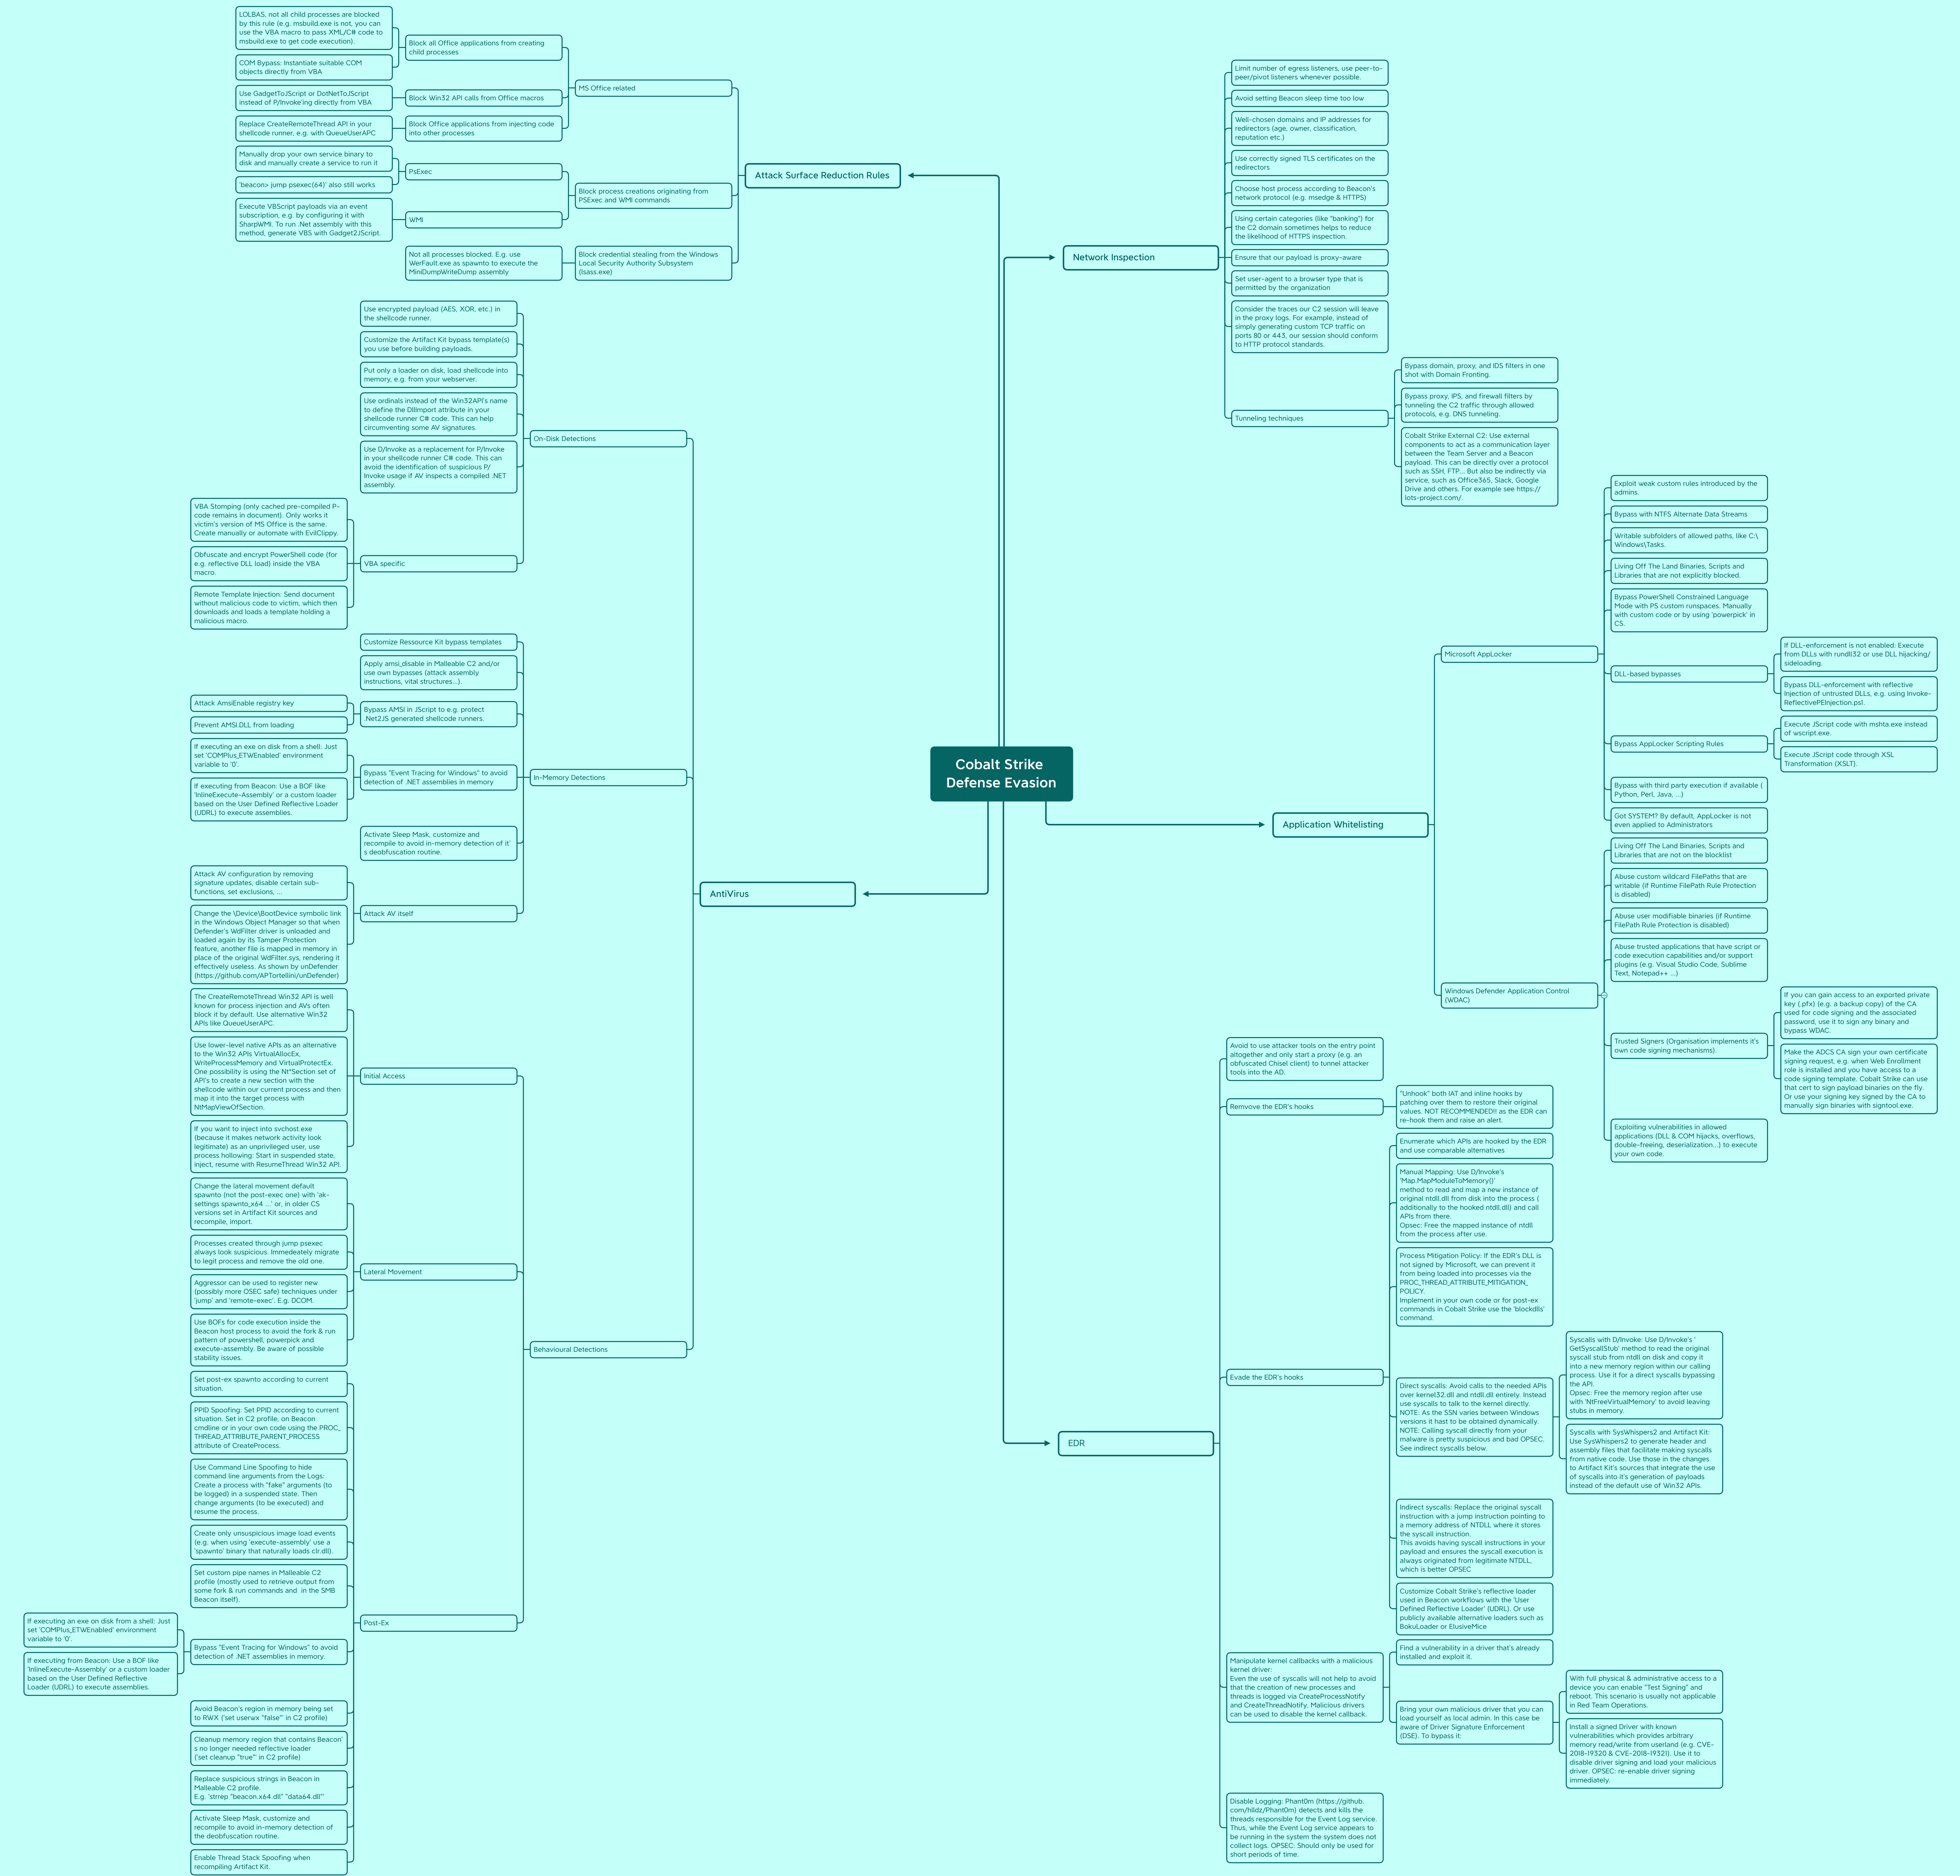 Cobalt Strike
Defense Evasion
Attack Surface Reduction Rules
MS Office related
Block all Office applications from creating
child processes
LOLBAS, not all child processes are blocked
by this rule (e.g. msbuild.exe is not, you can
use the VBA macro to pass XML/C# code to
msbuild.exe to get code execution).
COM Bypass: Instantiate suitable COM
objects directly from VBA
Block Win32 API calls from Office macros
Use GadgetToJScript or DotNetToJScript
instead of P/Invoke'ing directly from VBA
Block Office applications from injecting code
into other processes
Replace CreateRemoteThread API in your
shellcode runner, e.g. with QueueUserAPC
Block process creations originating from
PSExec and WMI commands
PsExec
Manually drop your own service binary to
disk and manually create a service to run it
'beacon> jump psexec(64)' also still works
WMI
Execute VBScript payloads via an event
subscription, e.g. by configuring it with
SharpWMI. To run .Net assembly with this
method, generate VBS with Gadget2JScript.
Block credential stealing from the Windows
Local Security Authority Subsystem
(lsass.exe)
Not all processes blocked. E.g. use
WerFault.exe as spawnto to execute the
MiniDumpWriteDump assembly
Network Inspection
Limit number of egress listeners, use peer-to-
peer/pivot listeners whenever possible.
Avoid setting Beacon sleep time too low
Well-chosen domains and IP addresses for
redirectors (age, owner, classification,
reputation etc.)
Use correctly signed TLS certificates on the
redirectors
Choose host process according to Beacon's
network protocol (e.g. msedge & HTTPS)
Using certain categories (like "banking") for
the C2 domain sometimes helps to reduce
the likelihood of HTTPS inspection.
Ensure that our payload is proxy-aware
Set user-agent to a browser type that is
permitted by the organization
Consider the traces our C2 session will leave
in the proxy logs. For example, instead of
simply generating custom TCP traffic on
ports 80 or 443, our session should conform
to HTTP protocol standards.
Tunneling techniques
Bypass domain, proxy, and IDS filters in one
shot with Domain Fronting.
Bypass proxy, IPS, and firewall filters by
tunneling the C2 traffic through allowed
protocols, e.g. DNS tunneling.
Cobalt Strike External C2: Use external
components to act as a communication layer
between the Team Server and a Beacon
payload. This can be directly over a protocol
such as SSH, FTP... But also be indirectly via
service, such as Office365, Slack, Google
Drive and others. For example see https://
lots-project.com/.
AntiVirus
On-Disk Detections
Use encrypted payload (AES, XOR, etc.) in
the shellcode runner.
Customize the Artifact Kit bypass template(s)
you use before building payloads.
Put only a loader on disk, load shellcode into
memory, e.g. from your webserver.
Use ordinals instead of the Win32API's name
to define the DllImport attribute in your
shellcode runner C# code. This can help
circumventing some AV signatures.
Use D/Invoke as a replacement for P/Invoke
in your shellcode runner C# code. This can
avoid the identification of suspicious P/
Invoke usage if AV inspects a compiled .NET
assembly.
VBA specific
VBA Stomping (only cached pre-compiled P-
code remains in document). Only works it
victim's version of MS Office is the same.
Create manually or automate with EvilClippy.
Obfuscate and encrypt PowerShell code (for
e.g. reflective DLL load) inside the VBA
macro.
Remote Template Injection: Send document
without malicious code to victim, which then
downloads and loads a template holding a
malicious macro.
In-Memory Detections
Customize Ressource Kit bypass templates
Apply amsi_disable in Malleable C2 and/or
use own bypasses (attack assembly
instructions, vital structures...).
Bypass AMSI in JScript to e.g. protect
.Net2JS generated shellcode runners.
Attack AmsiEnable registry key
Prevent AMSI.DLL from loading
Bypass "Event Tracing for Windows" to avoid
detection of .NET assemblies in memory
If executing an exe on disk from a shell: Just
set 'COMPlus_ETWEnabled' environment
variable to '0'.
If executing from Beacon: Use a BOF like
'InlineExecute-Assembly' or a custom loader
based on the User Defined Reflective Loader
(UDRL) to execute assemblies.
Activate Sleep Mask, customize and
recompile to avoid in-memory detection of it'
s deobfuscation routine.
Attack AV itself
Attack AV configuration by removing
signature updates, disable certain sub-
functions, set exclusions, ...
Change the \Device\BootDevice symbolic link
in the Windows Object Manager so that when
Defender's WdFilter driver is unloaded and
loaded again by its Tamper Protection
feature, another file is mapped in memory in
place of the original WdFilter.sys, rendering it
effectively useless. As shown by unDefender
(https://github.com/APTortellini/unDefender)
Behavioural Detections
Initial Access
The CreateRemoteThread Win32 API is well
known for process injection and AVs often
block it by default. Use alternative Win32
APIs like QueueUserAPC.
Use lower-level native APIs as an alternative
to the Win32 APIs VirtualAllocEx,
WriteProcessMemory and VirtualProtectEx.
One possibility is using the Nt*Section set of
API's to create a new section with the
shellcode within our current process and then
map it into the target process with
NtMapViewOfSection.
If you want to inject into svchost.exe
(because it makes network activity look
legitimate) as an unprivileged user, use
process hollowing: Start in suspended state,
inject, resume with ResumeThread Win32 API.
Lateral Movement
Change the lateral movement default
spawnto (not the post-exec one) with 'ak-
settings spawnto_x64 ...' or, in older CS
versions set in Artifact Kit sources and
recompile, import.
Processes created through jump psexec
always look suspicious. Immedeately migrate
to legit process and remove the old one.
Aggressor can be used to register new
(possibly more OSEC safe) techniques under
'jump' and 'remote-exec'. E.g. DCOM.
Use BOFs for code execution inside the
Beacon host process to avoid the fork & run
pattern of powershell, powerpick and
execute-assembly. Be aware of possible
stability issues.
Post-Ex
Set post-ex spawnto according to current
situation.
PPID Spoofing: Set PPID according to current
situation. Set in C2 profile, on Beacon
cmdline or in your own code using the PROC_
THREAD_ATTRIBUTE_PARENT_PROCESS
attribute of CreateProcess.
Use Command Line Spoofing to hide
command line arguments from the Logs:
Create a process with "fake" arguments (to
be logged) in a suspended state. Then
change arguments (to be executed) and
resume the process.
Create only unsuspicious image load events
(e.g. when using 'execute-assembly' use a
'spawnto' binary that naturally loads clr.dll).
Set custom pipe names in Malleable C2
profile (mostly used to retrieve output from
some fork & run commands and  in the SMB
Beacon itself).
Bypass "Event Tracing for Windows" to avoid
detection of .NET assemblies in memory.
If executing an exe on disk from a shell: Just
set 'COMPlus_ETWEnabled' environment
variable to '0'.
If executing from Beacon: Use a BOF like
'InlineExecute-Assembly' or a custom loader
based on the User Defined Reflective
Loader (UDRL) to execute assemblies.
Avoid Beacon's region in memory being set
to RWX ('set userwx "false"' in C2 profile)
Cleanup memory region that contains Beacon'
s no longer needed reflective loader
('set cleanup "true"' in C2 profile)
Replace suspicious strings in Beacon in
Malleable C2 profile.
E.g. 'strrep "beacon.x64.dll" "data64.dll"'
Activate Sleep Mask, customize and
recompile to avoid in-memory detection of
the deobfuscation routine.
Enable Thread Stack Spoofing when
recompiling Artifact Kit.
Application Whitelisting
Microsoft AppLocker
Exploit weak custom rules introduced by the
admins.
Bypass with NTFS Alternate Data Streams
Writable subfolders of allowed paths, like C:\
Windows\Tasks.
Living Off The Land Binaries, Scripts and
Libraries that are not explicitly blocked.
Bypass PowerShell Constrained Language
Mode with PS custom runspaces. Manually
with custom code or by using 'powerpick' in
CS.
DLL-based bypasses
If DLL-enforcement is not enabled: Execute
from DLLs with rundll32 or use DLL hijacking/
sideloading.
Bypass DLL-enforcement with reflective
Injection of untrusted DLLs, e.g. using Invoke-
ReflectivePEInjection.ps1.
Bypass AppLocker Scripting Rules
Execute JScript code with mshta.exe instead
of wscript.exe.
Execute JScript code through XSL
Transformation (XSLT).
Bypass with third party execution if available (
Python, Perl, Java, ...)
Got SYSTEM? By default, AppLocker is not
even applied to Administrators
Windows Defender Application Control
(WDAC)
Living Off The Land Binaries, Scripts and
Libraries that are not on the blocklist
Abuse custom wildcard FilePaths that are
writable (if Runtime FilePath Rule Protection
is disabled)
Abuse user modifiable binaries (if Runtime
FilePath Rule Protection is disabled)
Abuse trusted applications that have script or
code execution capabilities and/or support
plugins (e.g. Visual Studio Code, Sublime
Text, Notepad++ ...)
Trusted Signers (Organisation implements it's
own code signing mechanisms).
If you can gain access to an exported private
key (.pfx) (e.g. a backup copy) of the CA
used for code signing and the associated
password, use it to sign any binary and
bypass WDAC.
Make the ADCS CA sign your own certificate
signing request, e.g. when Web Enrollment
role is installed and you have access to a
code signing template. Cobalt Strike can use
that cert to sign payload binaries on the fly.
Or use your signing key signed by the CA to
manually sign binaries with signtool.exe.
Exploiting vulnerabilities in allowed
applications (DLL & COM hijacks, overflows,
double-freeing, deserialization...) to execute
your own code.
EDR
Avoid to use attacker tools on the entry point
altogether and only start a proxy (e.g. an
obfuscated Chisel client) to tunnel attacker
tools into the AD.
Remvove the EDR's hooks
"Unhook" both IAT and inline hooks by
patching over them to restore their original
values. NOT RECOMMENDED!! as the EDR can
re-hook them and raise an alert.
Evade the EDR's hooks
Enumerate which APIs are hooked by the EDR
and use comparable alternatives
Manual Mapping: Use D/Invoke's
'Map.MapModuleToMemory()'
method to read and map a new instance of
original ntdll.dll from disk into the process (
additionally to the hooked ntdll.dll) and call
APIs from there.
Opsec: Free the mapped instance of ntdll
from the process after use.
Process Mitigation Policy: If the EDR's DLL is
not signed by Microsoft, we can prevent it
from being loaded into processes via the
PROC_THREAD_ATTRIBUTE_MITIGATION_
POLICY.
Implement in your own code or for post-ex
commands in Cobalt Strike use the 'blockdlls'
command.
Direct syscalls: Avoid calls to the needed APIs
over kernel32.dll and ntdll.dll entirely. Instead
use syscalls to talk to the kernel directly.
NOTE: As the SSN varies between Windows
versions it hast to be obtained dynamically.
NOTE: Calling syscall directly from your
malware is pretty suspicious and bad OPSEC.
See indirect syscalls below.
Syscalls with D/Invoke: Use D/Invoke's '
GetSyscallStub' method to read the original
syscall stub from ntdll on disk and copy it
into a new memory region within our calling
process. Use it for a direct syscalls bypassing
the API.
Opsec: Free the memory region after use
with 'NtFreeVirtualMemory' to avoid leaving
stubs in memory.
Syscalls with SysWhispers2 and Artifact Kit:
Use SysWhispers2 to generate header and
assembly files that facilitate making syscalls
from native code. Use those in the changes
to Artifact Kit's sources that integrate the use
of syscalls into it's generation of payloads
instead of the default use of Win32 APIs.
Indirect syscalls: Replace the original syscall
instruction with a jump instruction pointing to
a memory address of NTDLL where it stores
the syscall instruction.
This avoids having syscall instructions in your
payload and ensures the syscall execution is
always originated from legitimate NTDLL,
which is better OPSEC
Customize Cobalt Strike's reflective loader
used in Beacon workflows with the 'User
Defined Reflective Loader' (UDRL). Or use
publicly available alternative loaders such as
BokuLoader or ElusiveMice
Manipulate kernel callbacks with a malicious
kernel driver:
Even the use of syscalls will not help to avoid
that the creation of new processes and
threads is logged via CreateProcessNotify
and CreateThreadNotify. Malicious drivers
can be used to disable the kernel callback.
Find a vulnerability in a driver that's already
installed and exploit it.
Bring your own malicious driver that you can
load yourself as local admin. In this case be
aware of Driver Signature Enforcement
(DSE). To bypass it:
With full physical & administrative access to a
device you can enable "Test Signing" and
reboot. This scenario is usually not applicable
in Red Team Operations.
Install a signed Driver with known
vulnerabilities which provides arbitrary
memory read/write from userland (e.g. CVE-
2018-19320 & CVE-2018-19321). Use it to
disable driver signing and load your malicious
driver. OPSEC: re-enable driver signing
immediately.
Disable Logging: Phant0m (https://github.
com/hlldz/Phant0m) detects and kills the
threads responsible for the Event Log service.
Thus, while the Event Log service appears to
be running in the system the system does not
collect logs. OPSEC: Should only be used for
short periods of time.